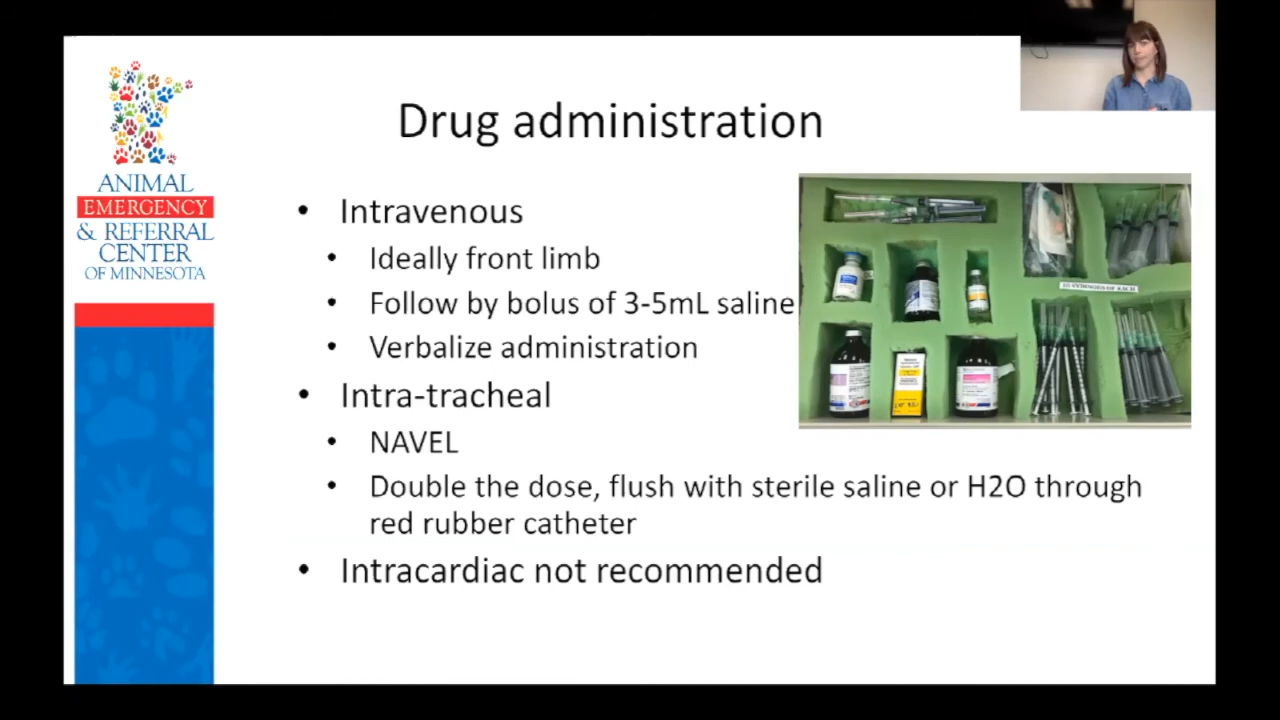 Drug administration
ANIMAL
EMERGENCY
& REFERRAL
CENTER
OF MINNESOTA
• Intravenous
• Ideally front limb
• Follow by bolus of 3-5mL saline
• Verbalize administration
• Intra-tracheal
• NAVEL
• Double the dose, flush with sterile saline or H2O through
red rubber catheter
• Intracardiac not recommended